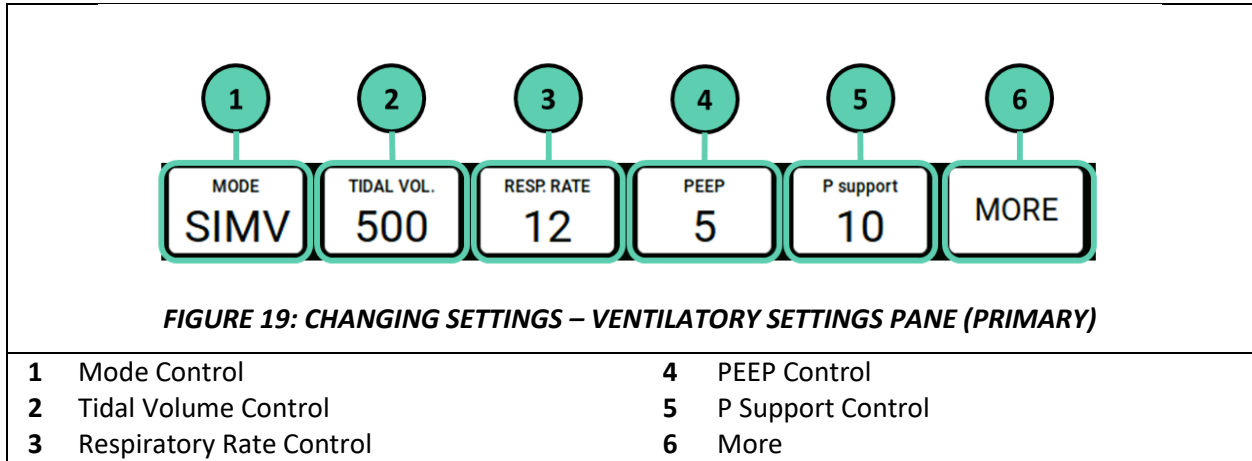 1 2 3 4 5 6
MODE TIDAL VOL. RESP. RATE PEEP P support MORE
SIMV 500 12 5 10
FIGURE 19: CHANGING SETTINGS – VENTILATORY SETTINGS PANE (PRIMARY)
1 Mode Control 4 PEEP Control
2 Tidal Volume Control 5 P Support Control
3 Respiratory Rate Control 6 More